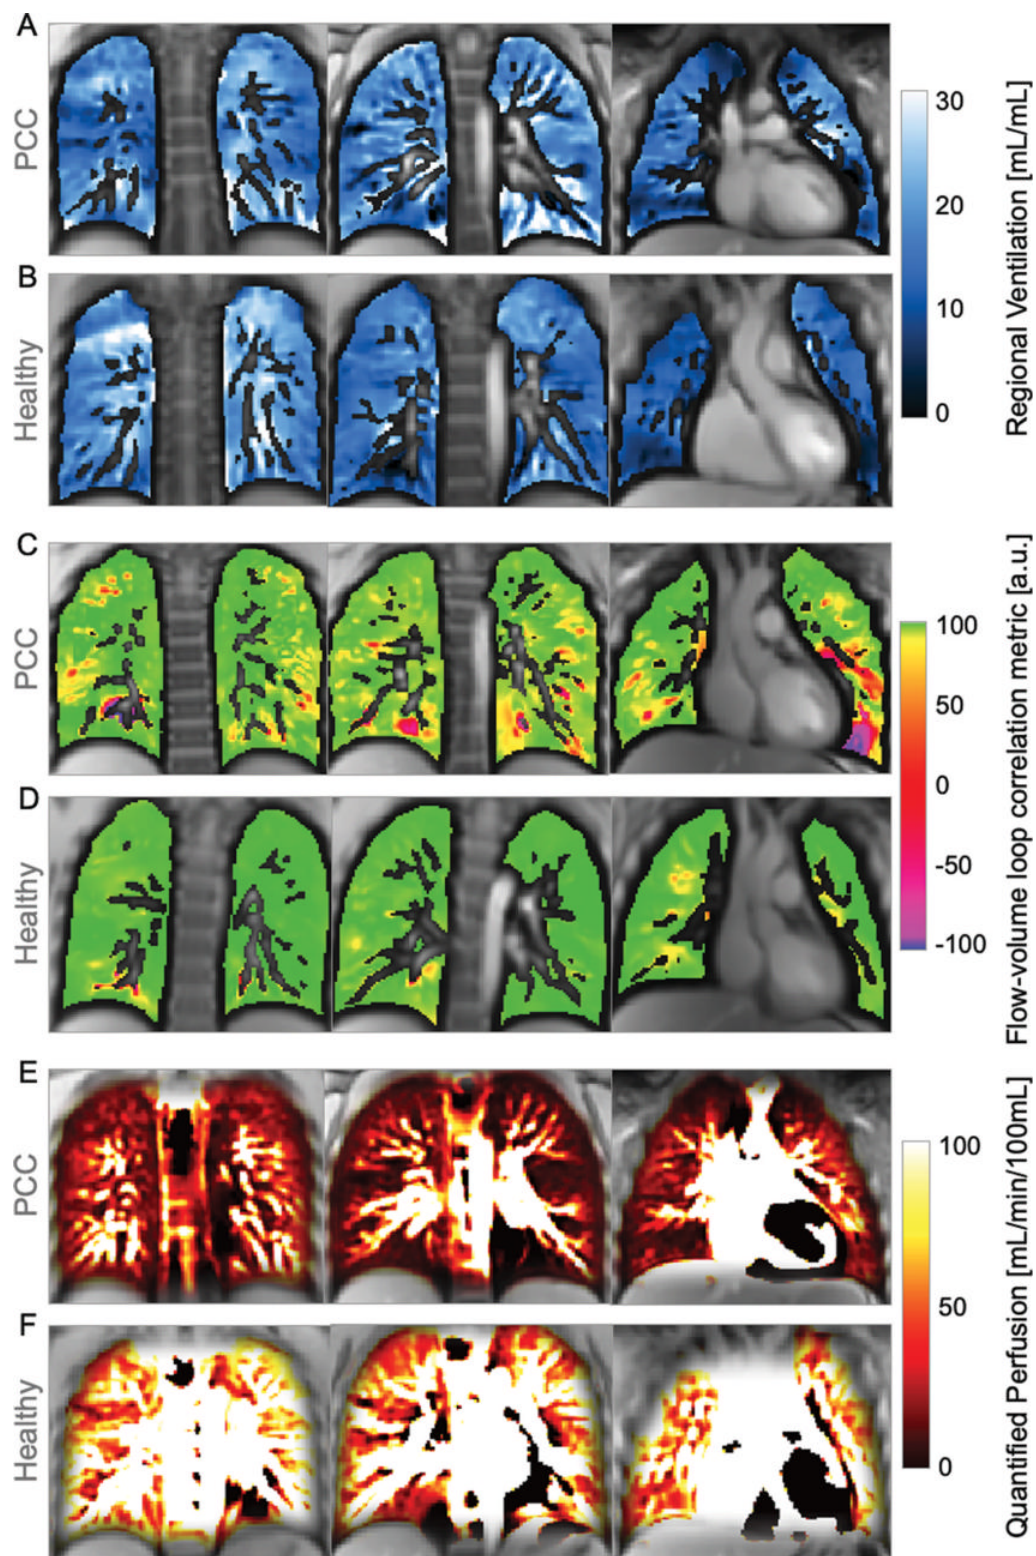 A
PCC
B
Healthy
30
20
10
0
Regional Ventilation [mL/mL]
C
PCC
D
Healthy
100
50
0
-50
-100
Flow-volume loop correlation metric [a.u.]
E
PCC
F
Healthy
100
50
0
Quantified Perfusion [mL/min/100mL]